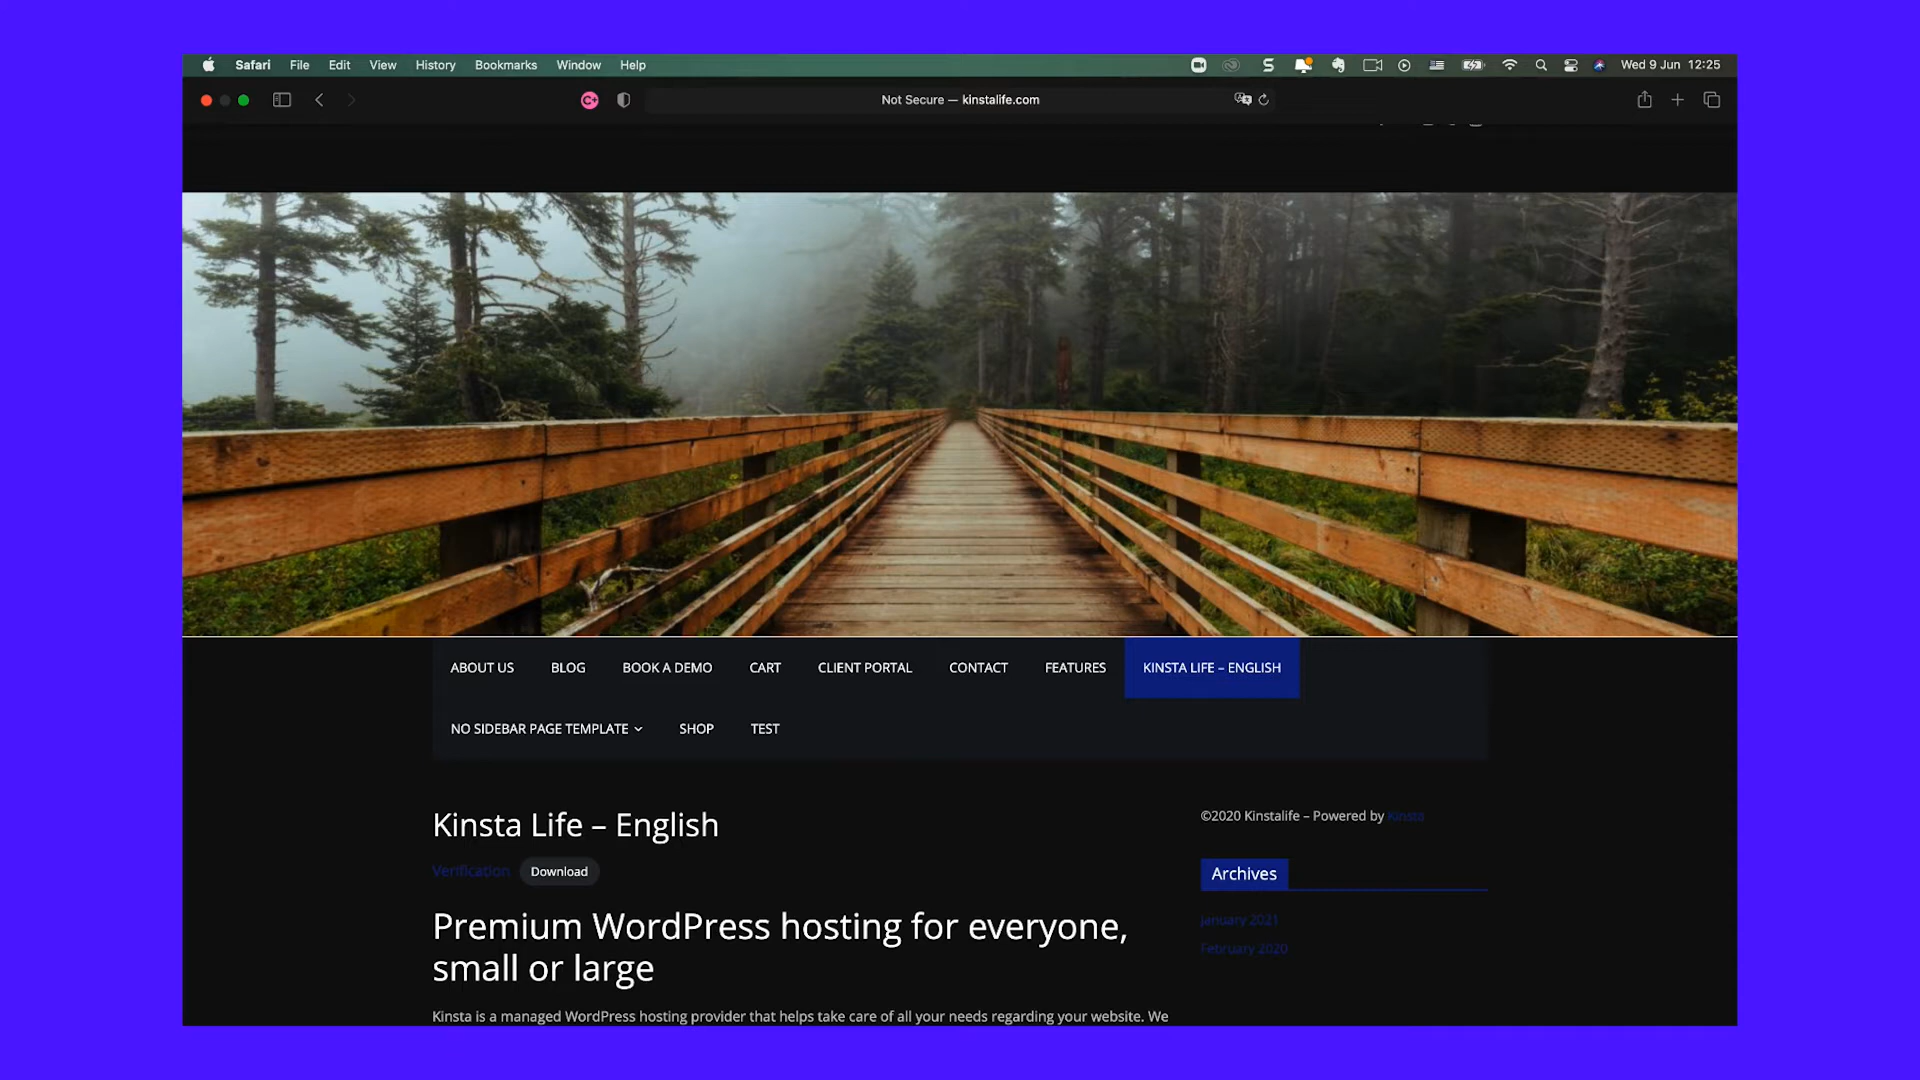 Safari File Edit View History Bookmarks Window Help
Wed 9 Jun 12:25
Not Secure — kinstalife.com
ABOUT US BLOG BOOK A DEMO CART CLIENT PORTAL CONTACT FEATURES KINSTA LIFE – ENGLISH
NO SIDEBAR PAGE TEMPLATE SHOP TEST
Kinsta Life – English
Verification Download
Premium WordPress hosting for everyone,
small or large
Kinsta is a managed WordPress hosting provider that helps take care of all your needs regarding your website. We
©2020 Kinstalife – Powered by Kinsta
Archives
January 2021
February 2020